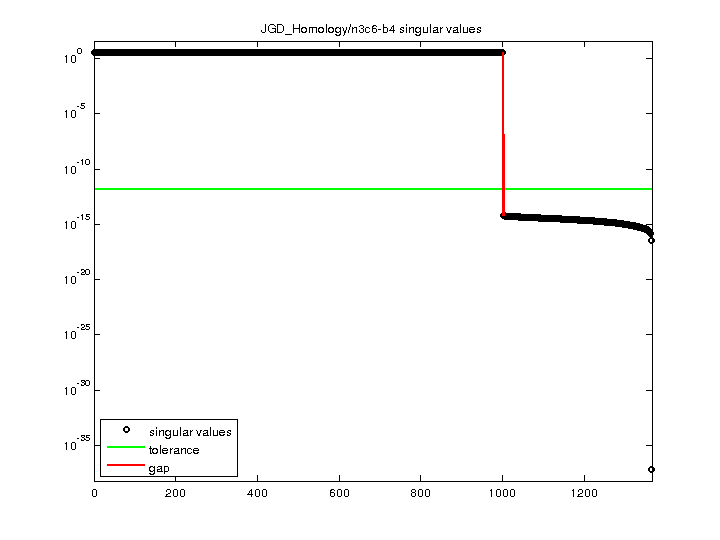 JGD_Homology/n3c6-b4 singular values
10^0
10^-5
10^-10
10^-15
10^-20
10^-25
10^-30
10^-35
singular values
tolerance
gap
0 200 400 600 800 1000 1200